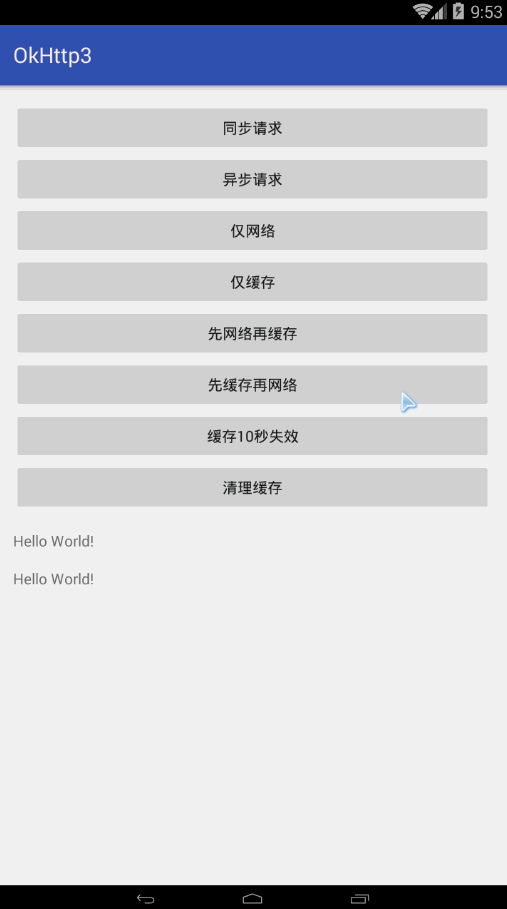 9:53
OkHttp3
同步请求
异步请求
仅网络
仅缓存
先网络再缓存
先缓存再网络
缓存10秒失效
清理缓存
Hello World!
Hello World!